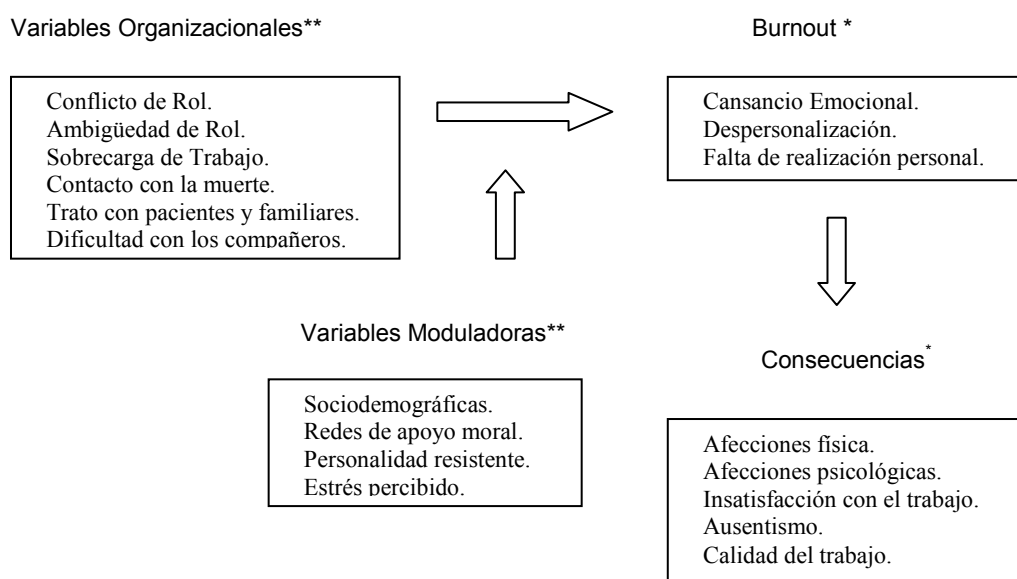 Variables Organizacionales**
Conflicto de Rol.
Ambigüedad de Rol.
Sobrecarga de Trabajo.
Contacto con la muerte.
Trato con pacientes y familiares.
Dificultad con los compañeros.
Burnout *
Cansancio Emocional.
Despersonalización.
Falta de realización personal.
Variables Moduladoras**
Sociodemográficas.
Redes de apoyo moral.
Personalidad resistente.
Estrés percibido.
Consecuencias*
Afecciones física.
Afecciones psicológicas.
Insatisfacción con el trabajo.
Ausentismo.
Calidad del trabajo.